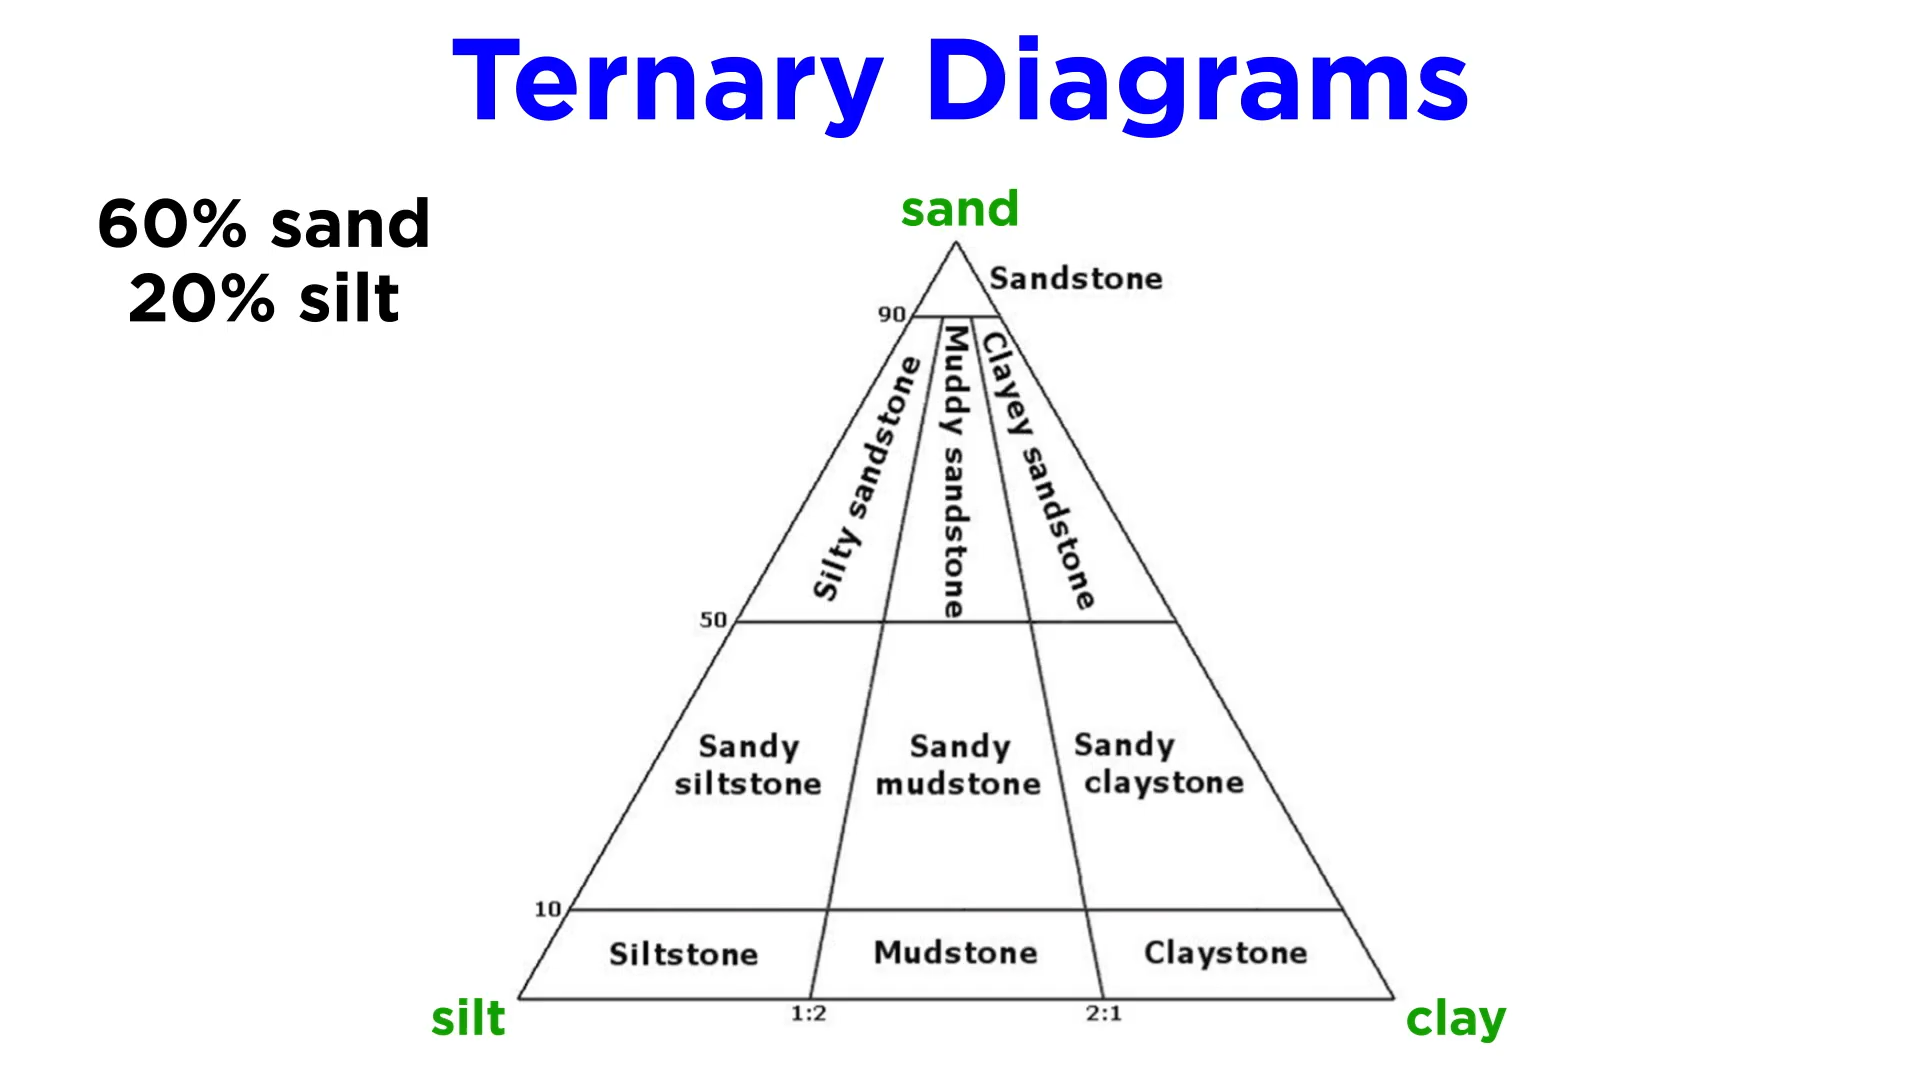 Ternary Diagrams
60% sand
20% silt
sand
Sandstone
90
Silty sandstone
Muddy sandstone
Clayey sandstone
50
Sandy
siltstone
Sandy
mudstone
Sandy
claystone
10
Siltstone
Mudstone
Claystone
silt
1:2
2:1
clay